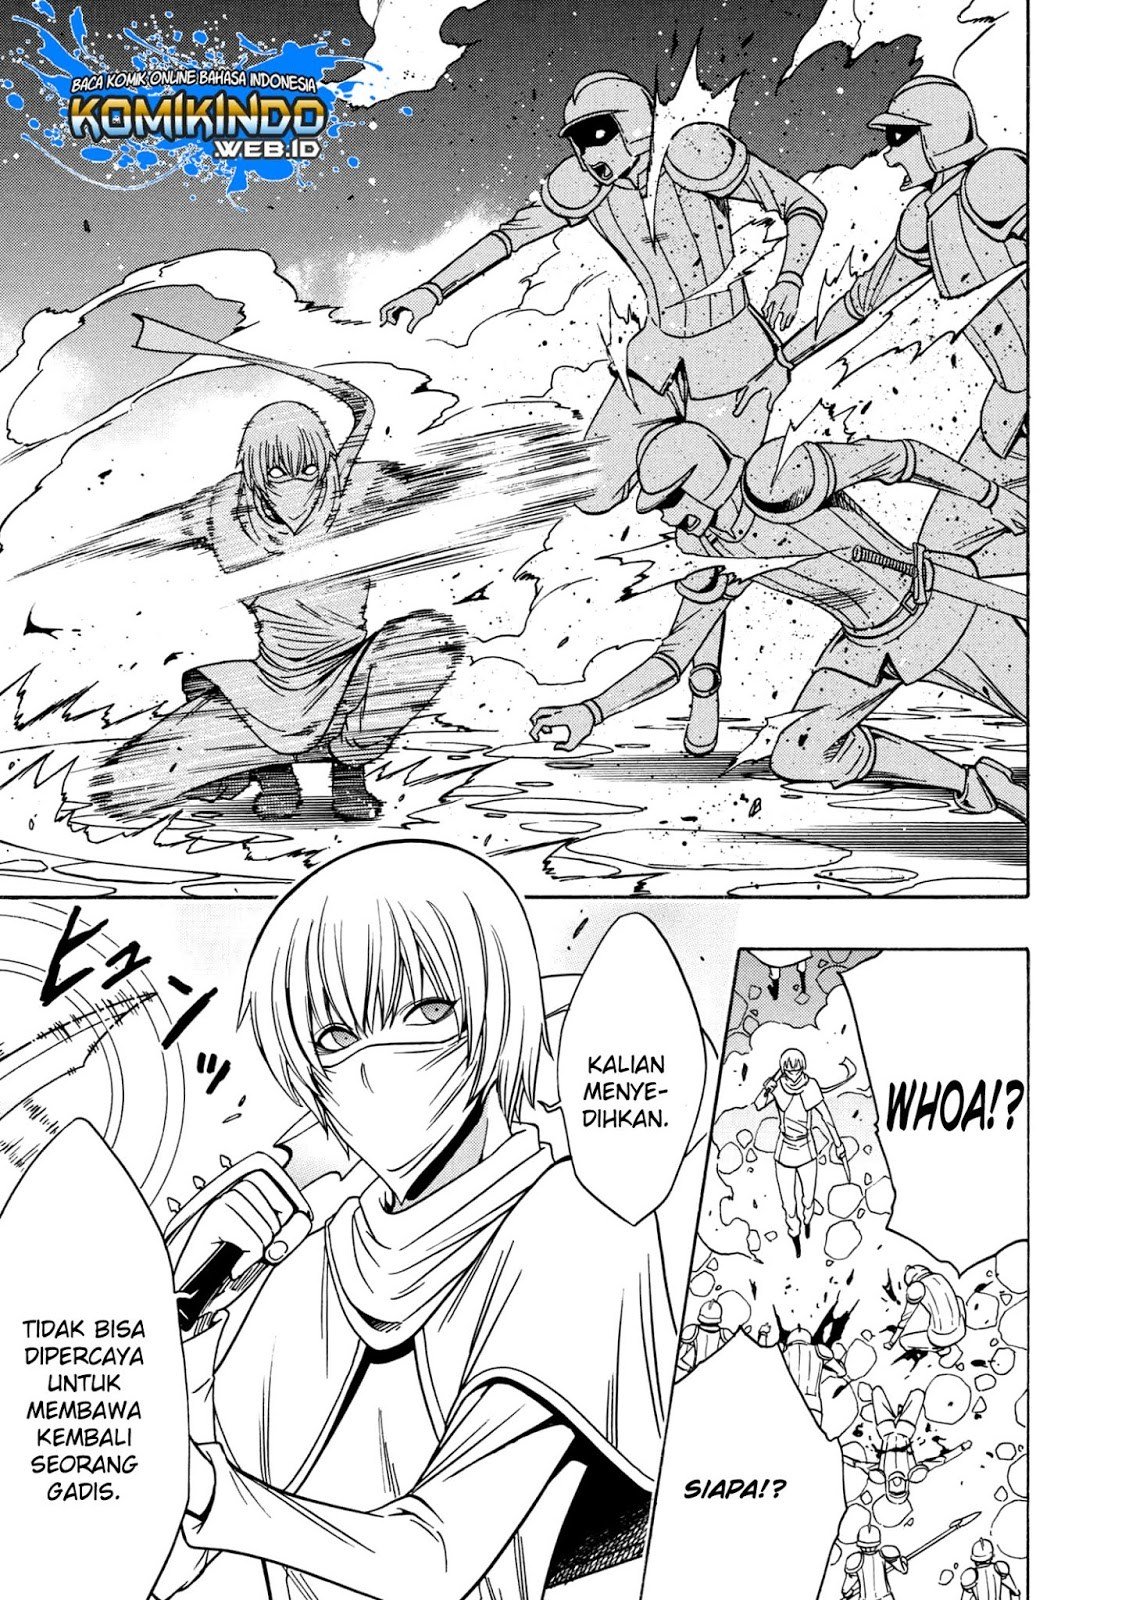 BACA KOMIK ONLINE BAHASA INDONESIA
KOMIKINDO
.WEB.ID
WHOA!?
SIAPA!?
KALIAN
MENYE-
DIHKAN.
ヒュンッ
TIDAK BISA
DIPERCAYA
UNTUK
MEMBAWA
KEMBALI
SEORANG
GADIS.